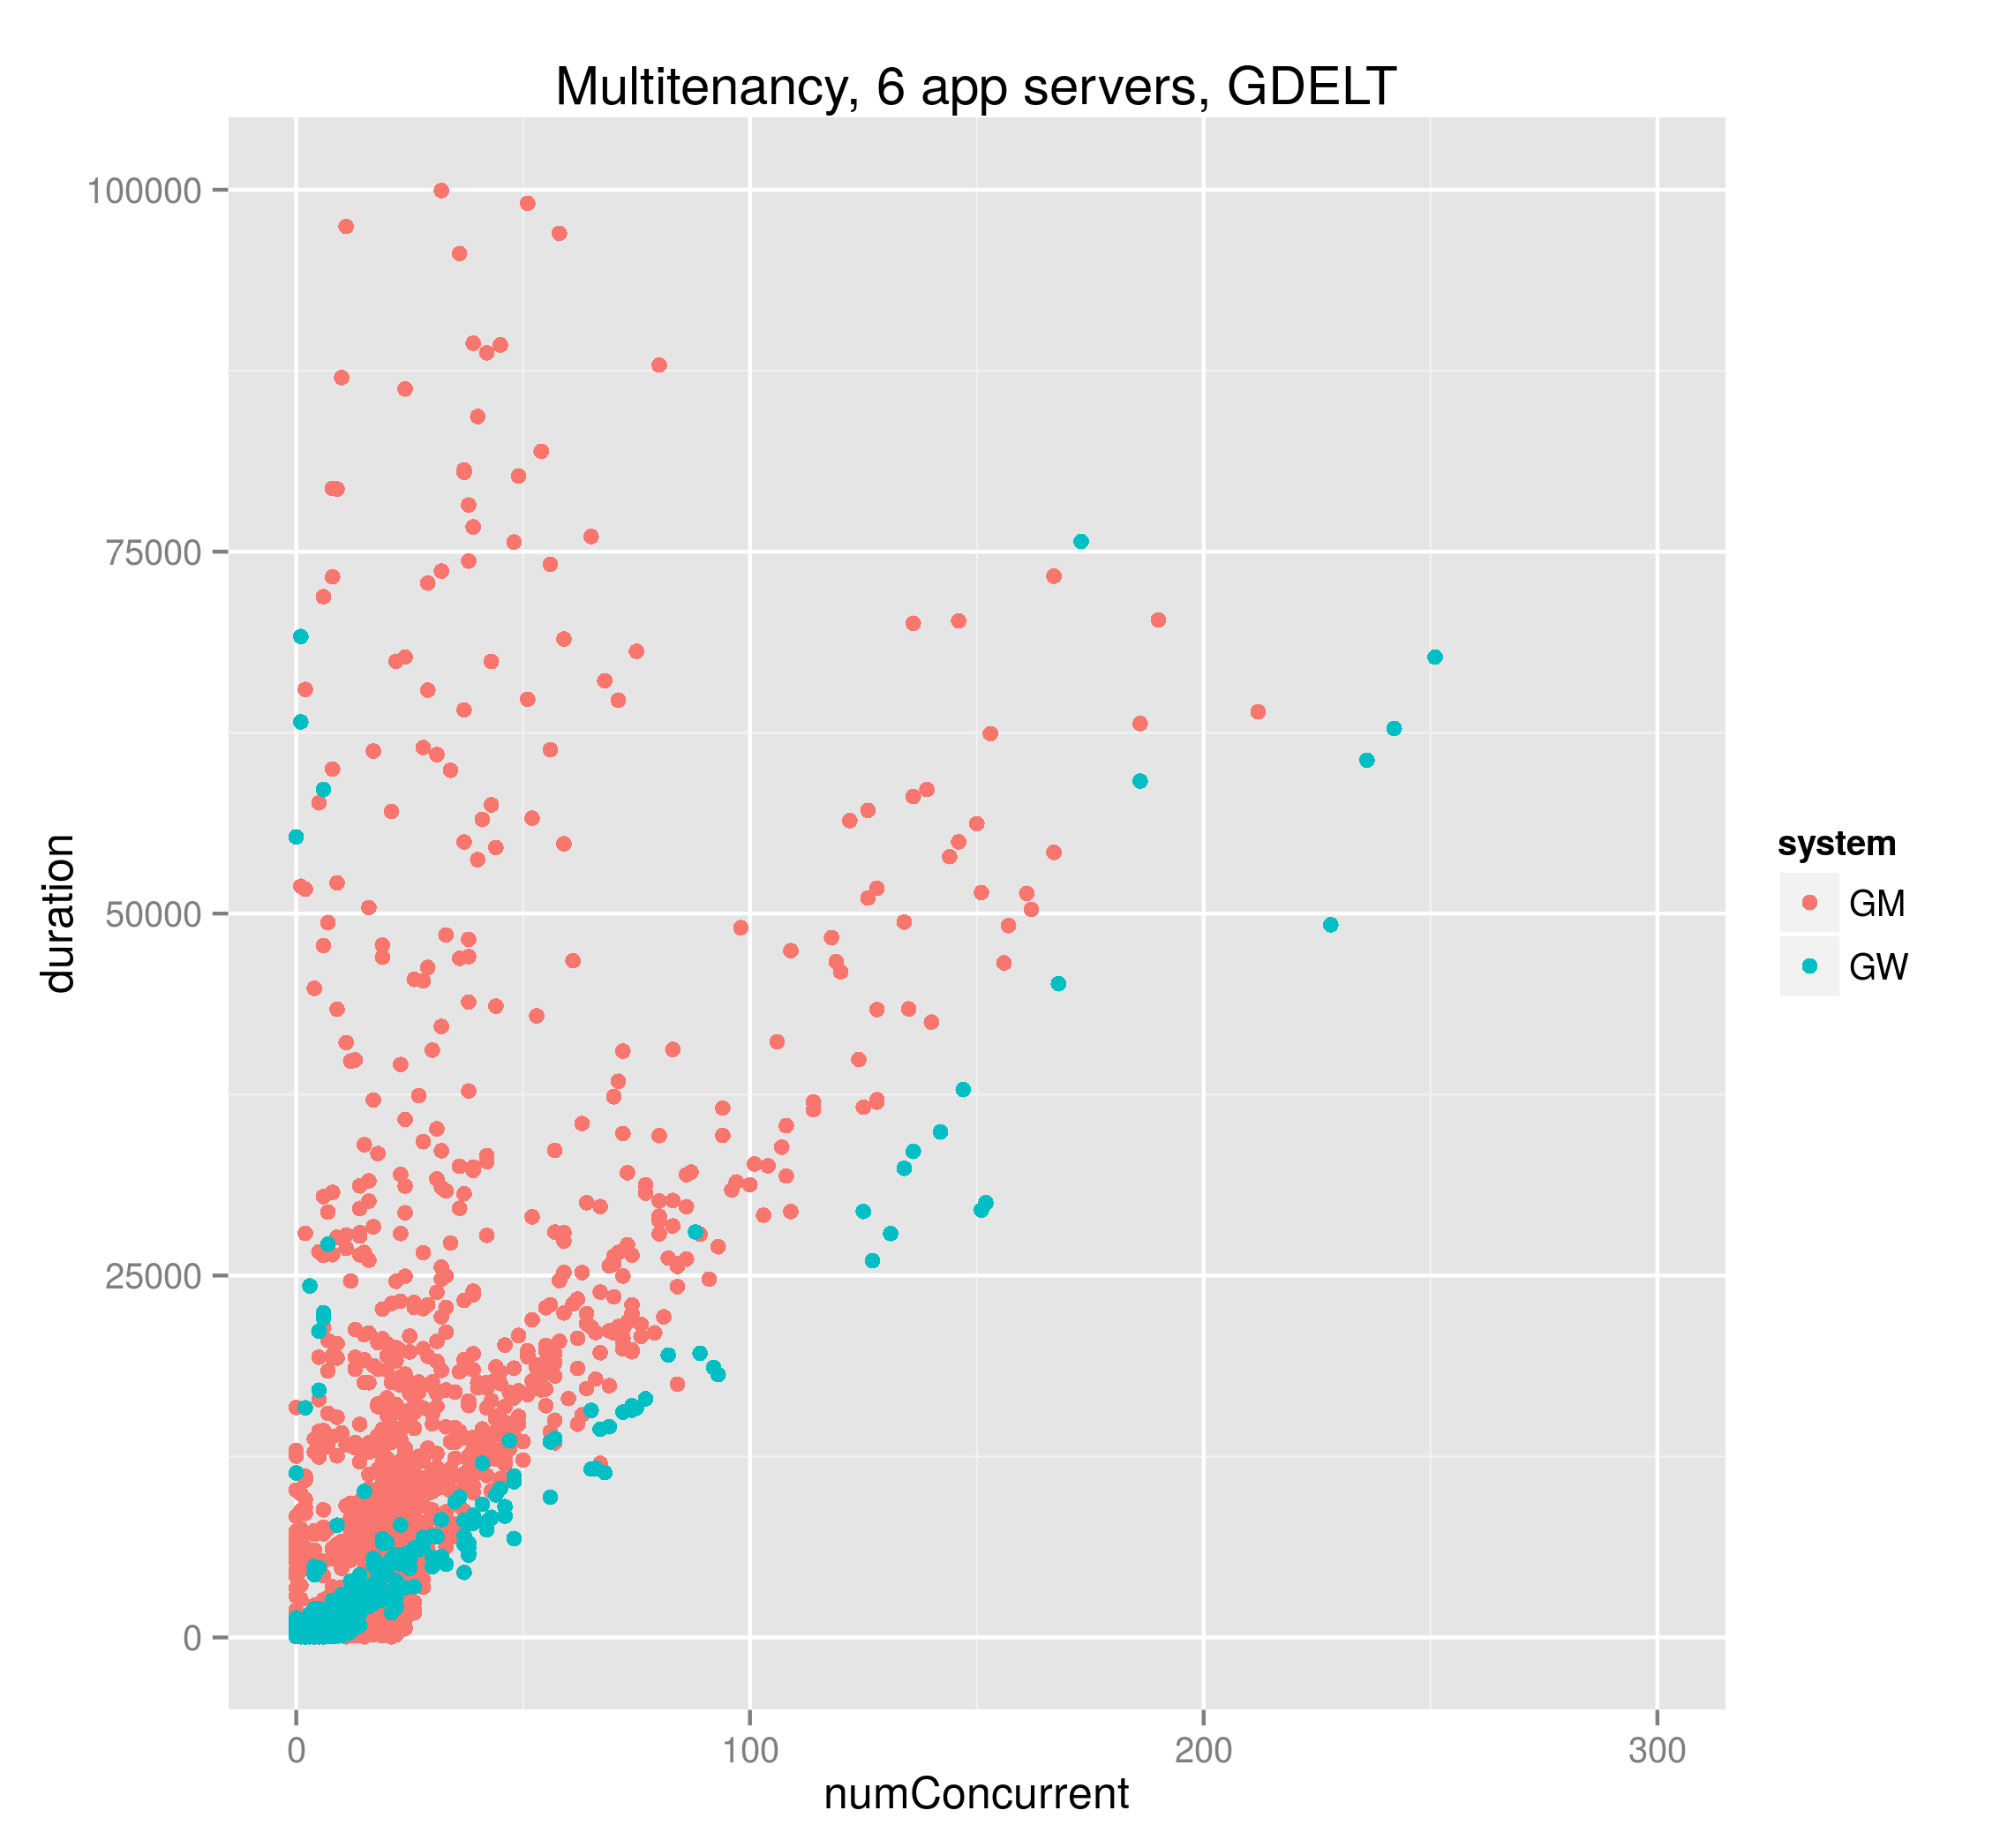 Multitenancy, 6 app servers, GDELT
100000
75000
50000
25000
0
duration
0 100 200 300
numConcurrent
system
GM
GW